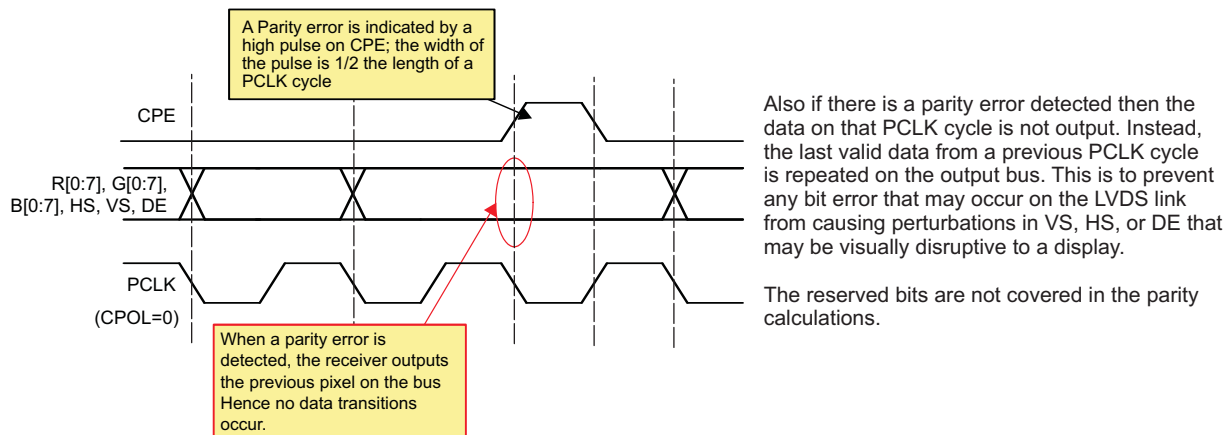 A Parity error is indicated by a
high pulse on CPE; the width of
the pulse is 1/2 the length of a
PCLK cycle
CPE
R[0:7], G[0:7],
B[0:7], HS, VS, DE
PCLK
(CPOL=0)
When a parity error is
detected, the receiver outputs
the previous pixel on the bus
Hence no data transitions
occur.
Also if there is a parity error detected then the
data on that PCLK cycle is not output. Instead,
the last valid data from a previous PCLK cycle
is repeated on the output bus. This is to prevent
any bit error that may occur on the LVDS link
from causing perturbations in VS, HS, or DE that
may be visually disruptive to a display.
The reserved bits are not covered in the parity
calculations.